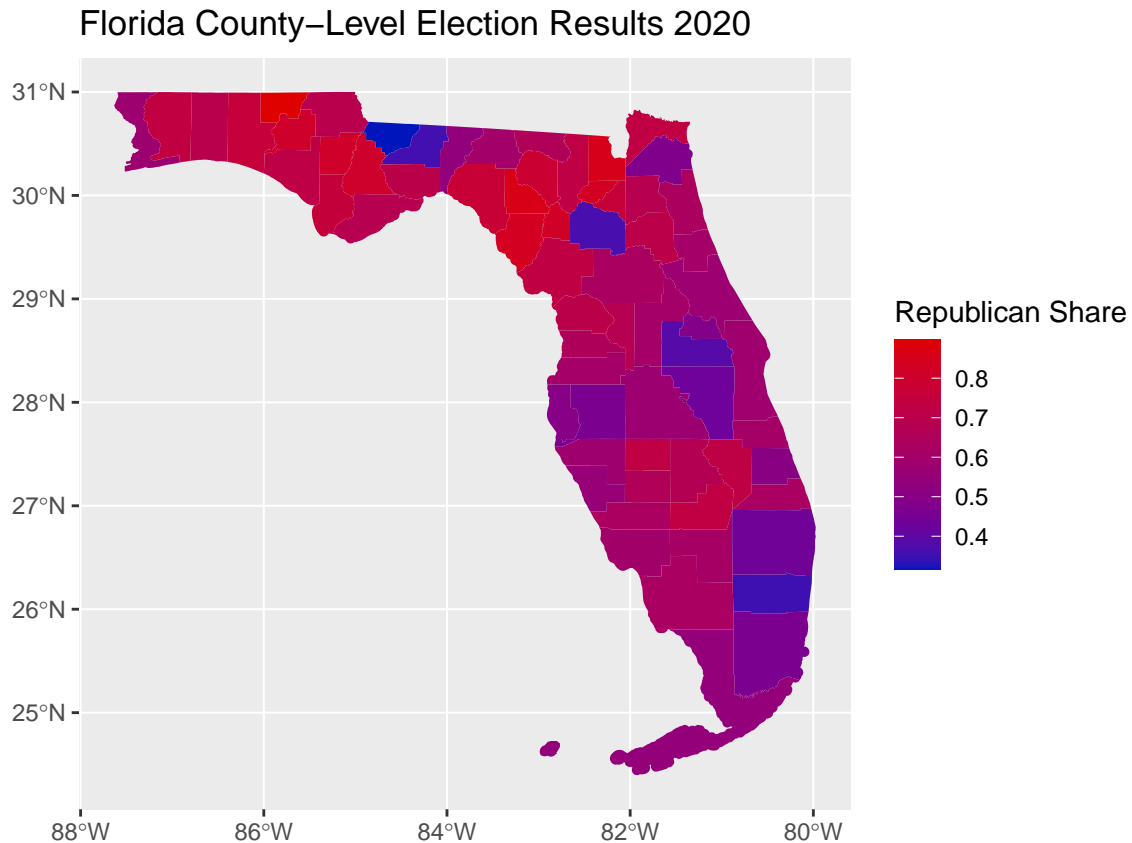 Florida County−Level Election Results 2020
31°N
30°N
29°N
28°N
27°N
26°N
25°N
88°W 86°W 84°W 82°W 80°W
Republican Share
0.8
0.7
0.6
0.5
0.4